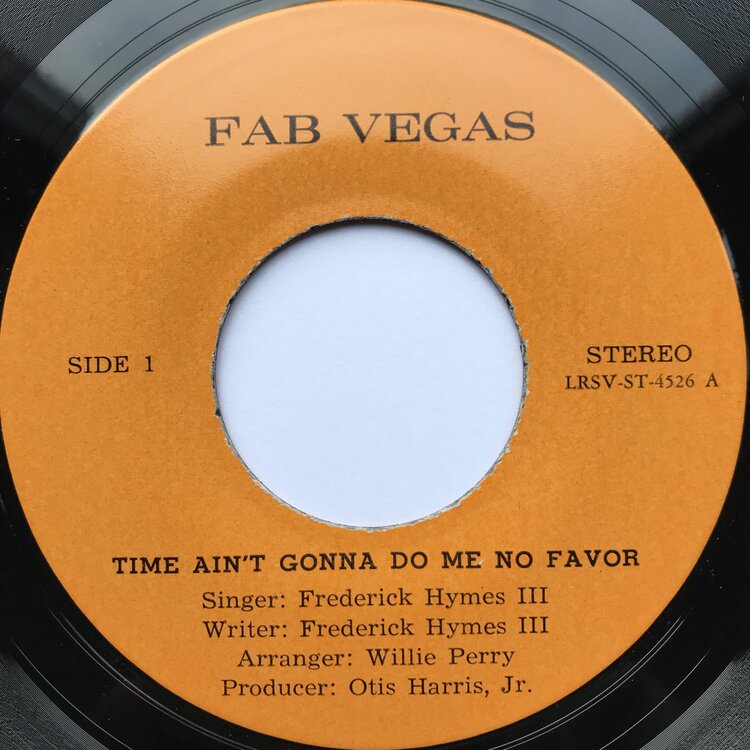 FAB VEGAS
SIDE 1
STEREO
LRSV-ST-4526 A
TIME AIN'T GONNA DO ME NO FAVOR
Singer: Frederick Hymes III
Writer: Frederick Hymes III
Arranger: Willie Perry
Producer: Otis Harris, Jr.